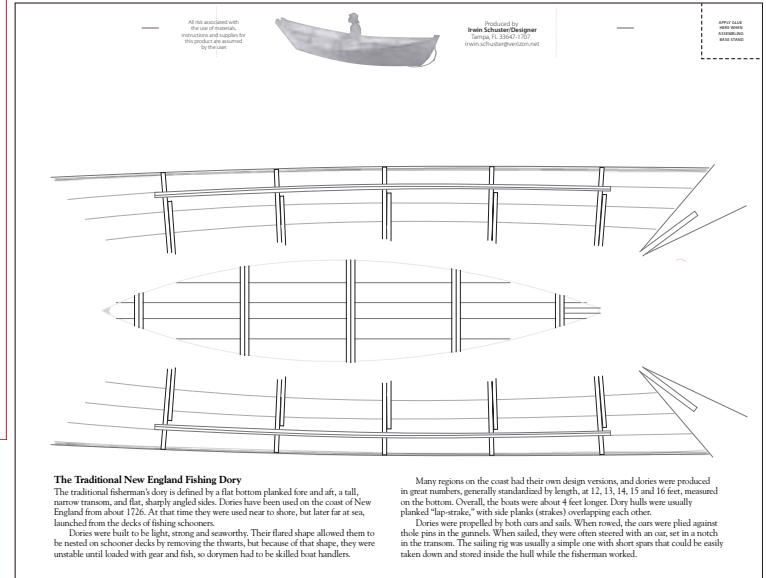 All risk associated with
the use of materials,
instructions and supplies for
this product are assumed
by the user.
Produced by
Irwin Schuster/Designer
Tampa, FL 33647-1707
irwin.schuster@verizon.net
APPLY GLUE
HERE WHEN
ASSEMBLING
BASE STAND
The Traditional New England Fishing Dory
The traditional fisherman's dory is defined by a flat bottom planked fore and aft, a tall,
narrow transom, and flat, sharply angled sides. Dories have been used on the coast of New
England from about 1726. At that time they were used near to shore, but later far at sea,
launched from the decks of fishing schooners.
Dories were built to be light, strong and seaworthy. Their flared shape allowed them to
be nested on schooner decks by removing the thwarts, but because of that shape, they were
unstable until loaded with gear and fish, so dorymen had to be skilled boat handlers.
Many regions on the coast had their own design versions, and dories were produced
in great numbers, generally standardized by length, at 12, 13, 14, 15 and 16 feet, measured
on the bottom. Overall, the boats were about 4 feet longer. Dory hulls were usually
planked "lap-strake," with side planks (strakes) overlapping each other.
Dories were propelled by both oars and sails. When rowed, the oars were plied against
thole pins in the gunnels. When sailed, they were often steered with an oar, set in a notch
in the transom. The sailing rig was usually a simple one with short spars that could be easily
taken down and stored inside the hull while the fisherman worked.